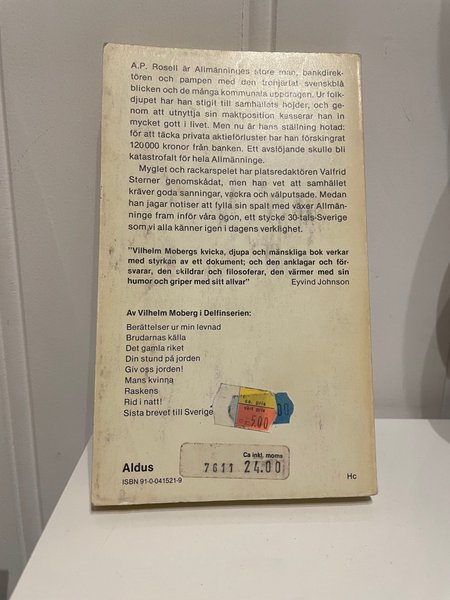 A.P. Rosell är Allmänninges store man, bankdirek-
tören och pampen med den trohjärtat svenskblå
blicken och de många kommunala uppdragen. Ur folk-
djupet har han stigit till samhällets höjder, och ge-
nom att utnyttja sin maktposition kasserar han in
mycket gott i livet. Men nu är hans ställning hotad:
för att täcka privata aktieförluster har han förskingrat
120000 kronor från banken. Ett avslöjande skulle bli
katastrofalt för hela Allmänninge.
Myglet och rackarspelet har platsredaktören Valfrid
Sterner genomskådat, men han vet att samhället
kräver goda sanningar, vackra och välputsade. Medan
han jagar notiser att fylla sin spalt med växer Allmän-
ninge fram inför våra ögon, ett stycke 30-tals-Sverige
som vi alla känner igen i dagens verklighet.
"Vilhelm Mobergs kvicka, djupa och mänskliga bok verkar
med styrkan av ett dokument; och den anklagar och för-
svarar, den skildrar och filosoferar, den värmer med sin
humor och griper med sitt allvar" Eyvind Johnson
Av Vilhelm Moberg i Delfinserien:
Berättelser ur min levnad
Brudarnas källa
Det gamla riket
Din stund på jorden
Giv oss jorden!
Mans kvinna
Raskens
Rid i natt!
Sista brevet till Sverige
ca. pris
vårt pris
5.00
Ca inkl. moms
7611 24.00
Aldus
ISBN 91-0-041521-9
Hc